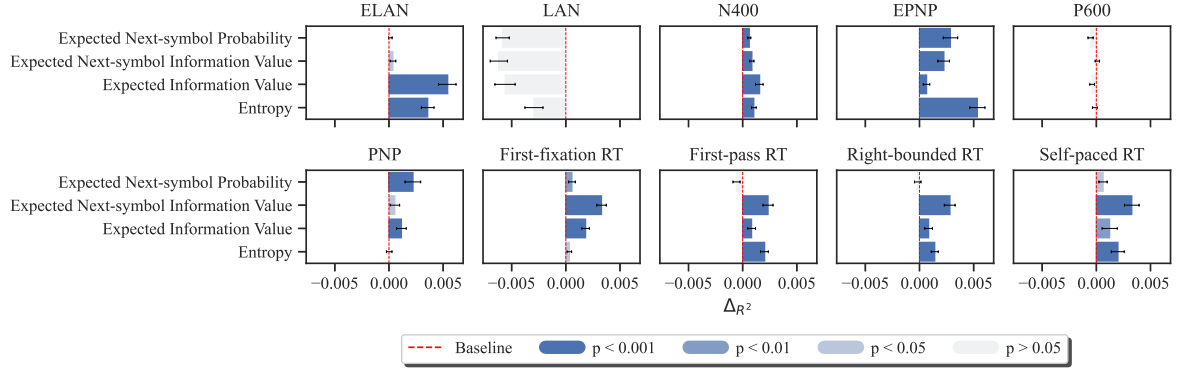 ELAN LAN N400 EPNP P600
Expected Next-symbol Probability
Expected Next-symbol Information Value
Expected Information Value
Entropy
PNP First-fixation RT First-pass RT Right-bounded RT Self-paced RT
Expected Next-symbol Probability
Expected Next-symbol Information Value
Expected Information Value
Entropy
−0.005 0.000 0.005 −0.005 0.000 0.005 −0.005 0.000 0.005 −0.005 0.000 0.005 −0.005 0.000 0.005
Δ_{R^2}
Baseline p < 0.001 p < 0.01 p < 0.05 p > 0.05